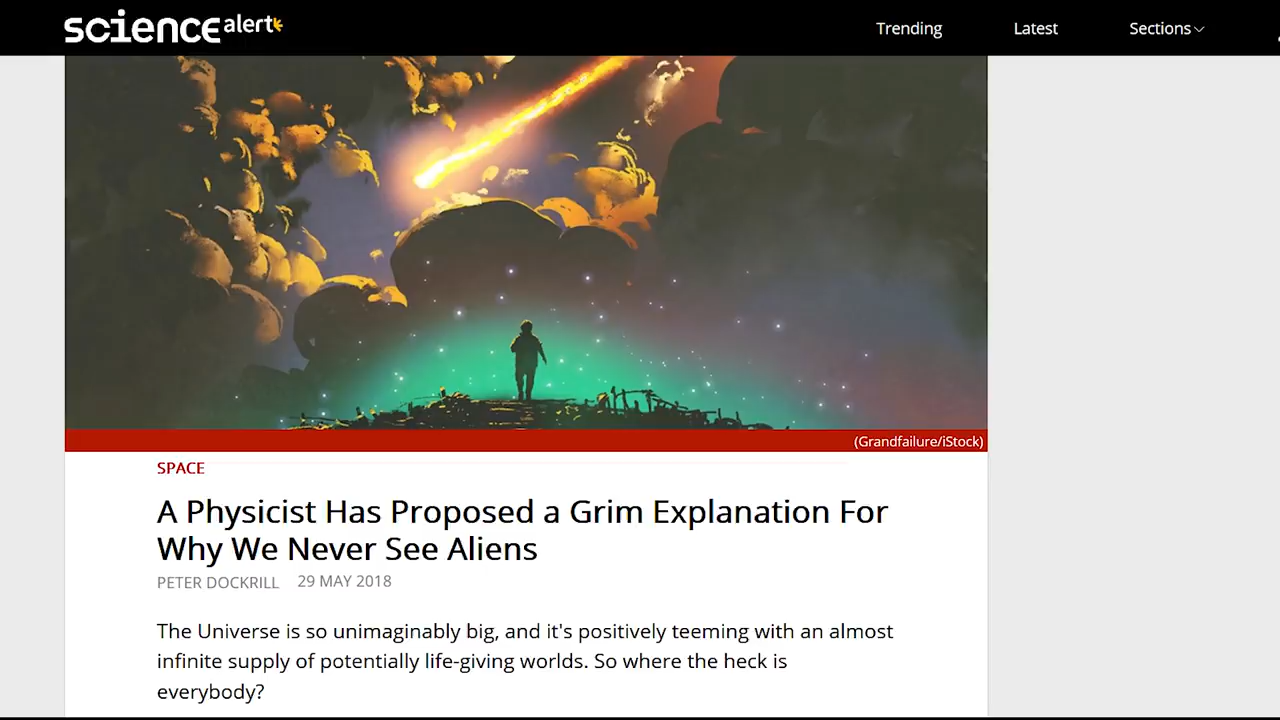 science alert
Trending
Latest
Sections
(Grandfailure/iStock)
SPACE
A Physicist Has Proposed a Grim Explanation For
Why We Never See Aliens
PETER DOCKRILL 29 MAY 2018
The Universe is so unimaginably big, and it's positively teeming with an almost
infinite supply of potentially life-giving worlds. So where the heck is
everybody?